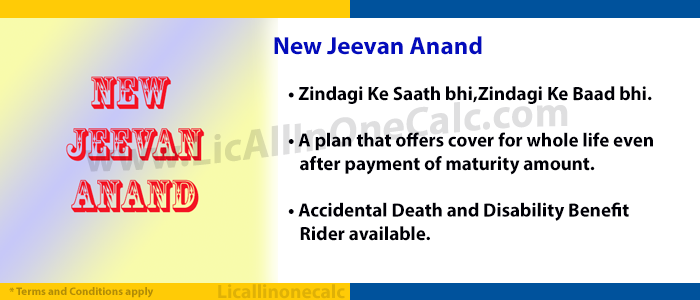 New Jeevan Anand
NEW
JEEVAN
ANAND
• Zindagi Ke Saath bhi,Zindagi Ke Baad bhi.
www.LicAllInOneCalc.com
• A plan that offers cover for whole life even
after payment of maturity amount.
• Accidental Death and Disability Benefit
Rider available.
* Terms and Conditions apply
Licallinonecalc